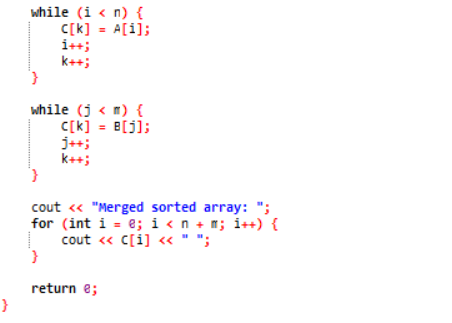 while (i < n) {
    C[k] = A[i];
    i++;
    k++;
}

while (j < m) {
    C[k] = B[j];
    j++;
    k++;
}

cout << "Merged sorted array: ";
for (int i = 0; i < n + m; i++) {
    cout << C[i] << " ";
}

return 0;
}